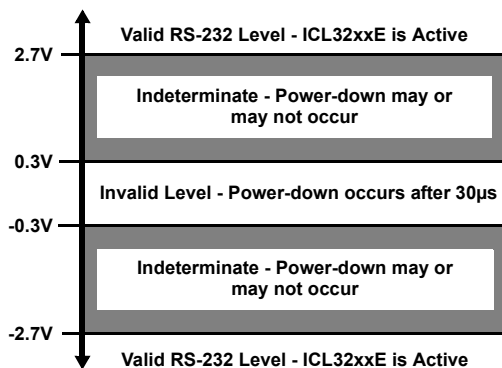 Valid RS-232 Level - ICL32xxE is Active
2.7V
Indeterminate - Power-down may or
may not occur
0.3V
Invalid Level - Power-down occurs after 30µs
-0.3V
Indeterminate - Power-down may or
may not occur
-2.7V
Valid RS-232 Level - ICL32xxE is Active